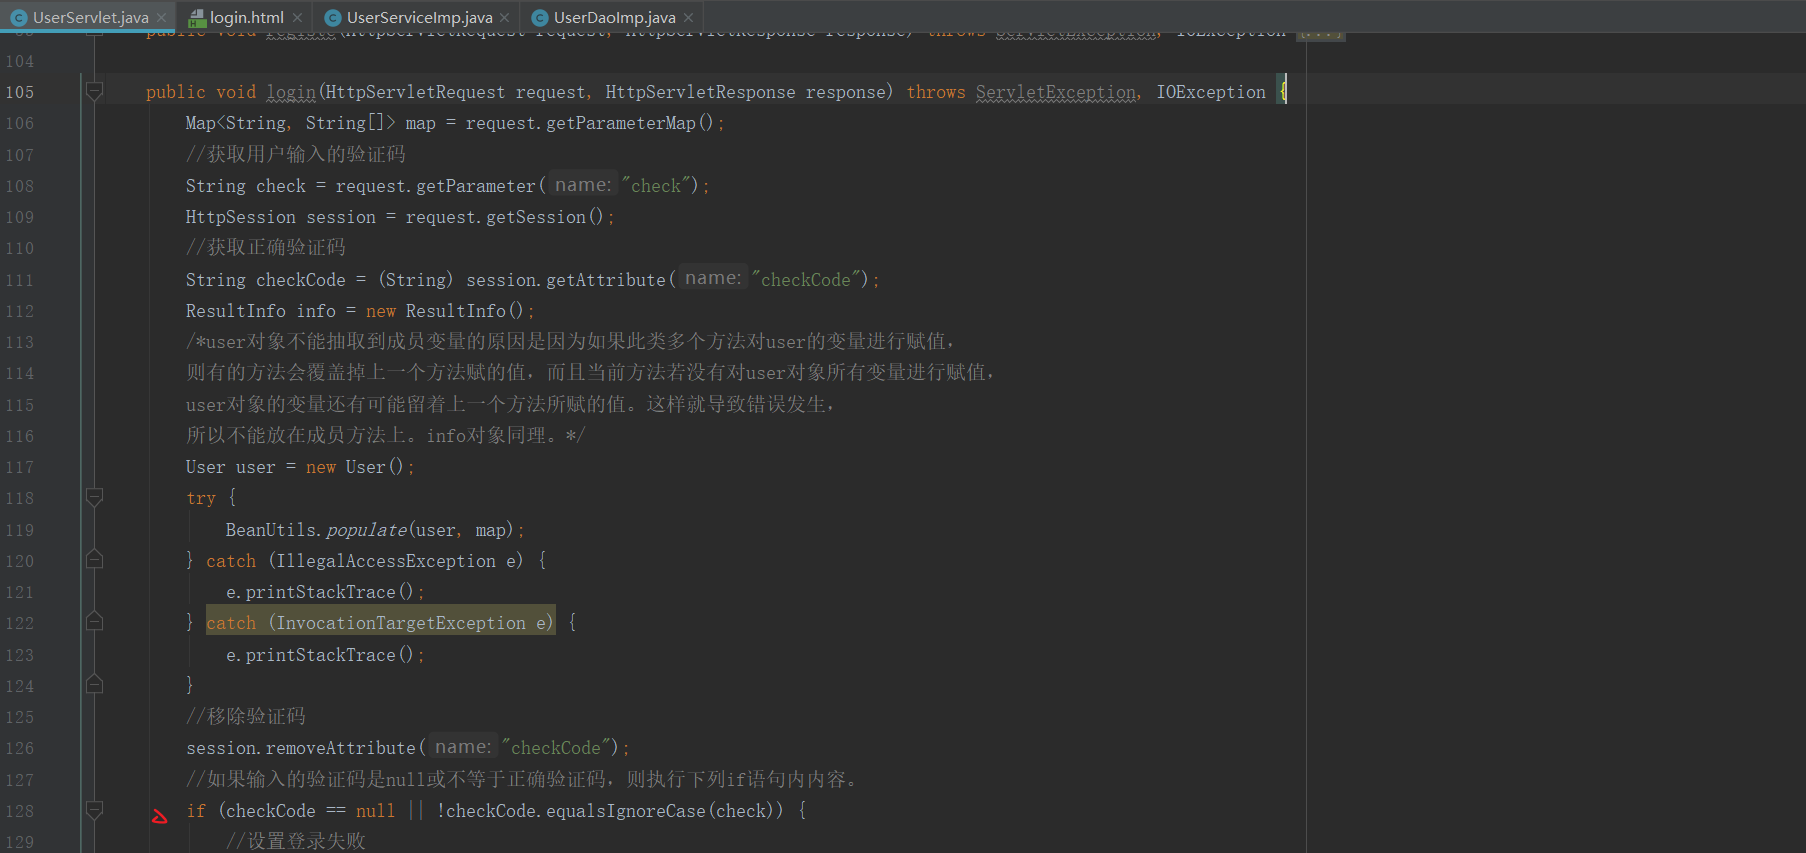 UserServlet.java login.html UserServiceImp.java UserDaoImp.java
public void registe(HttpServletRequest request, HttpServletResponse response) throws ServletException, IOException {...}
104
105 public void login(HttpServletRequest request, HttpServletResponse response) throws ServletException, IOException {
106 Map<String, String[]> map = request.getParameterMap();
107 //获取用户输入的验证码
108 String check = request.getParameter( name: "check");
109 HttpSession session = request.getSession();
110 //获取正确验证码
111 String checkCode = (String) session.getAttribute( name: "checkCode");
112 ResultInfo info = new ResultInfo();
113 /*user对象不能抽取到成员变量的原因是因为如果此类多个方法对user的变量进行赋值，
114 则有的方法会覆盖掉上一个方法赋的值，而且当前方法若没有对user对象所有变量进行赋值，
115 user对象的变量还有可能留着上一个方法所赋的值。这样就导致错误发生，
116 所以不能放在成员方法上。info对象同理。*/
117 User user = new User();
118 try {
119 BeanUtils.populate(user, map);
120 } catch (IllegalAccessException e) {
121 e.printStackTrace();
122 } catch (InvocationTargetException e) {
123 e.printStackTrace();
124 }
125 //移除验证码
126 session.removeAttribute( name: "checkCode");
127 //如果输入的验证码是null或不等于正确验证码，则执行下列if语句内内容。
128 if (checkCode == null || !checkCode.equalsIgnoreCase(check)) {
129 //设置登录失败